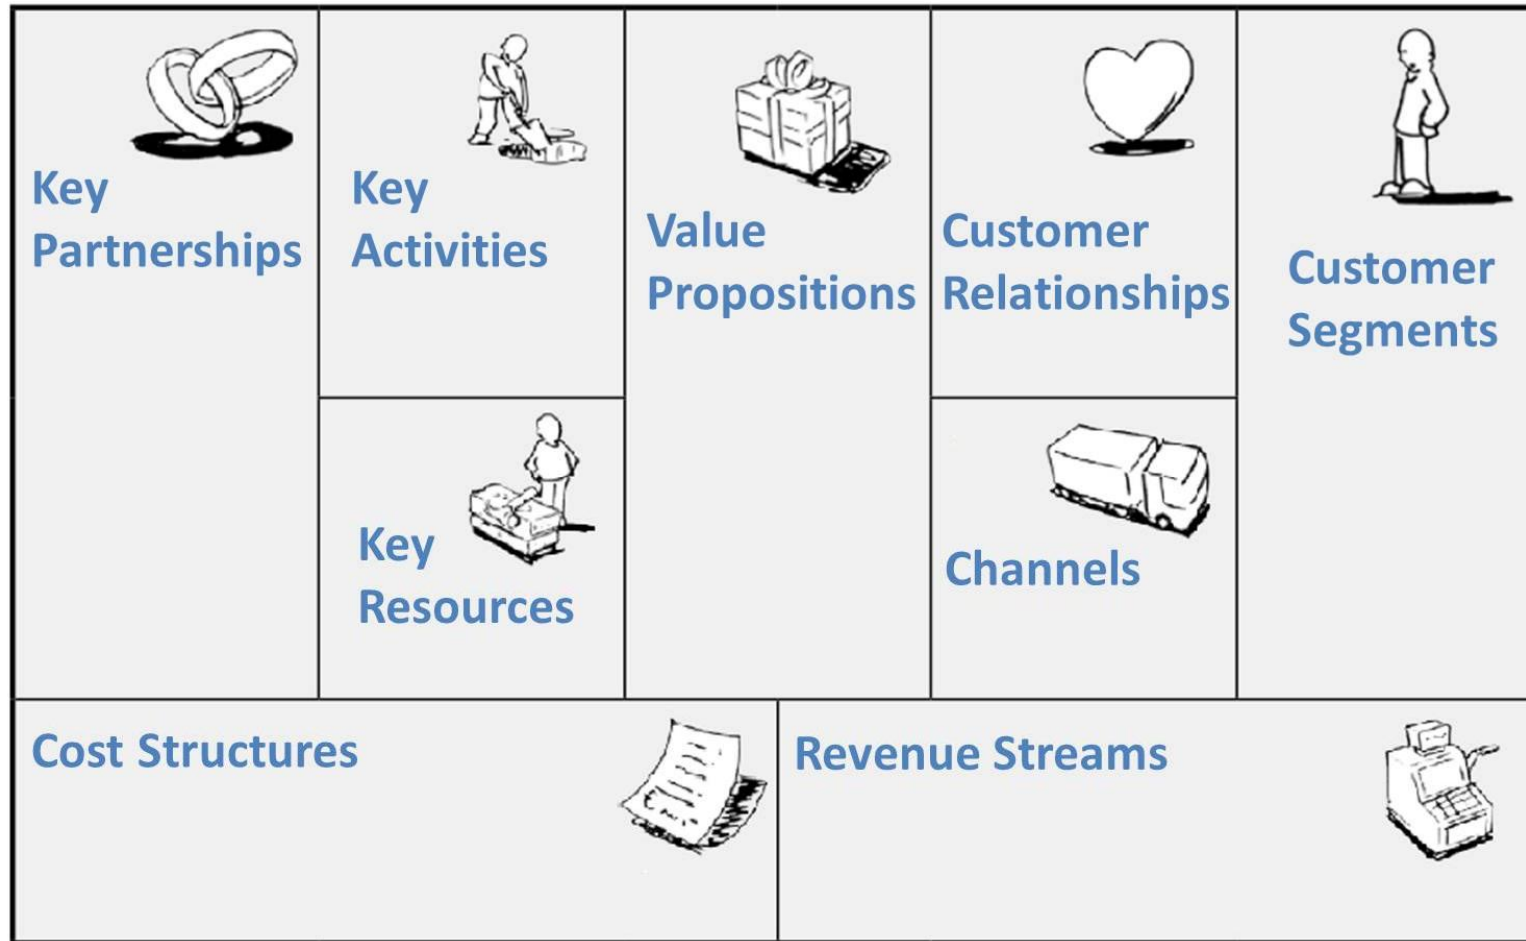 Key
Partnerships
Key
Activities
Key
Resources
Value
Propositions
Customer
Relationships
Channels
Customer
Segments
Cost Structures
Revenue Streams